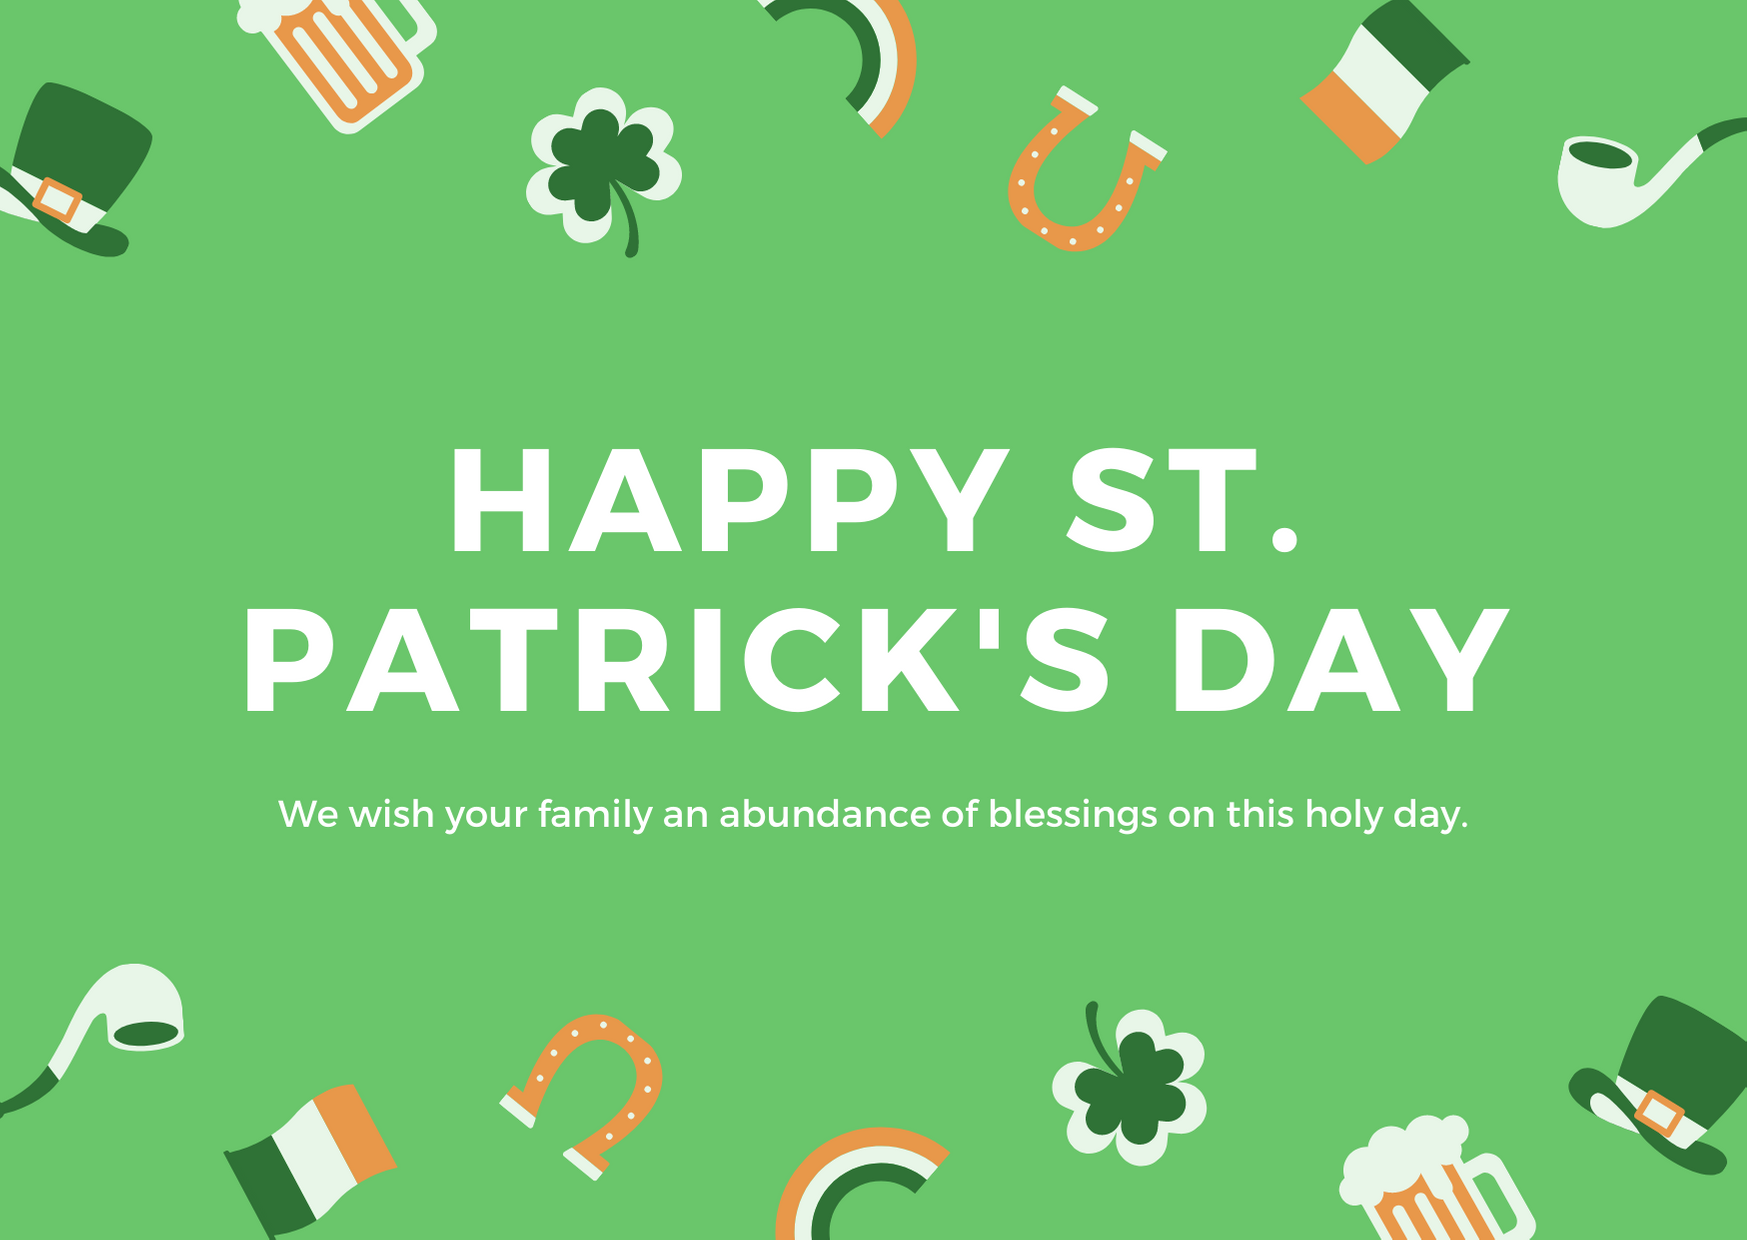 HAPPY ST.
PATRICK'S DAY
We wish your family an abundance of blessings on this holy day.